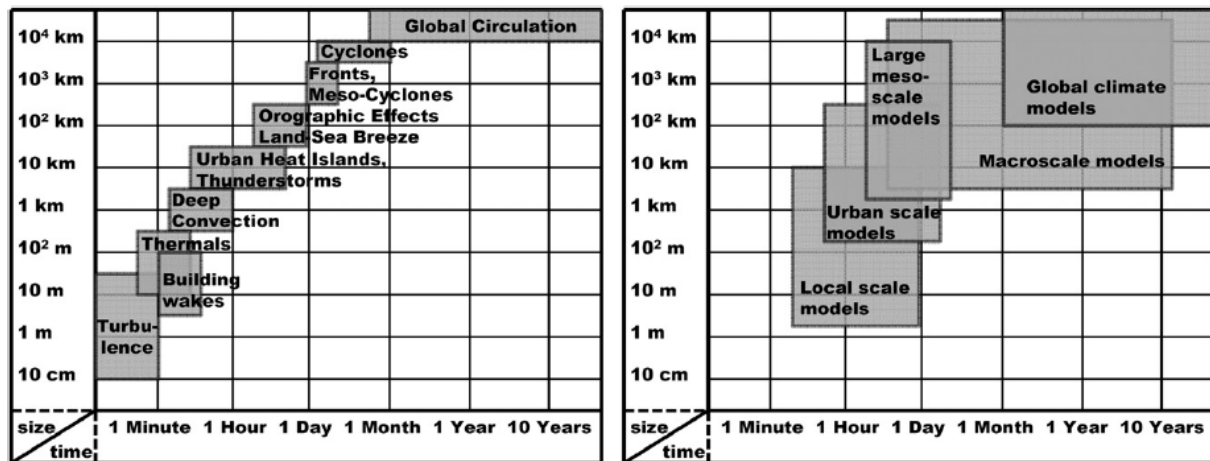 Global Circulation
10⁴ km
Cyclones
Fronts,
10³ km
Meso-Cyclones
Orographic Effects
10² km
Land-Sea Breeze
Urban Heat Islands,
10 km
Thunderstorms
Deep
1 km
Convection
10² m
Thermals
Building
10 m
wakes
Turbu-
1 m
lence
10 cm
size
time
1 Minute
1 Hour
1 Day
1 Month
1 Year
10 Years
10⁴ km
Large
meso-
scale
models
10³ km
Global climate
models
10² km
Macroscale models
10 km
1 km
Urban scale
models
10² m
Local scale
models
10 m
1 m
10 cm
size
time
1 Minute
1 Hour
1 Day
1 Month
1 Year
10 Years